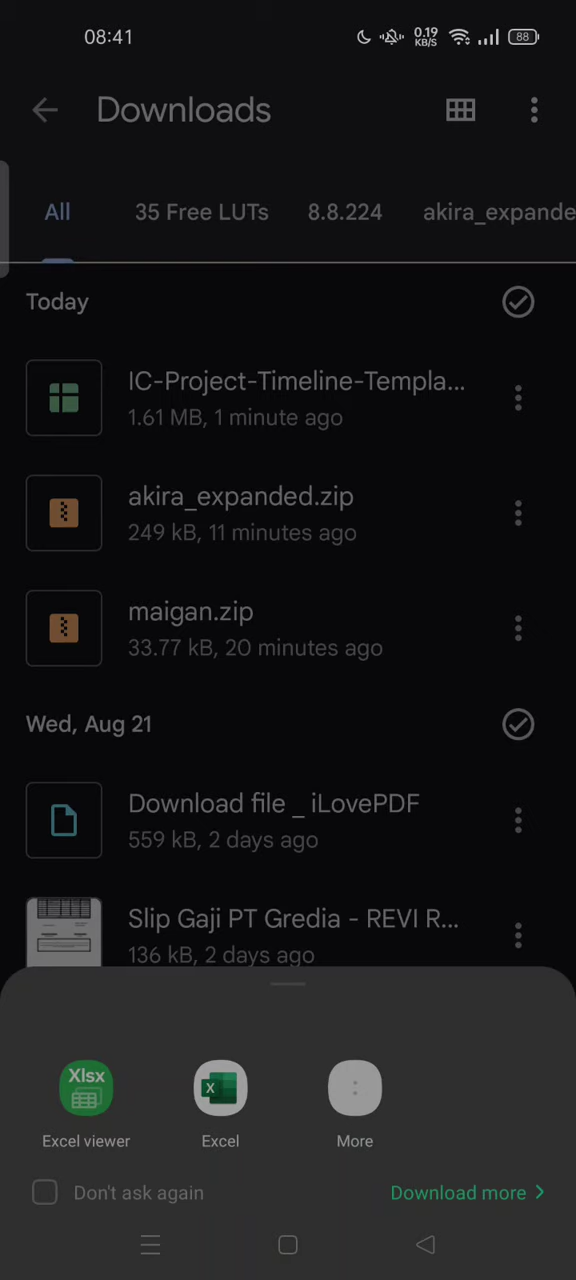 08:41
0.19
KB/S
88
Downloads
All
35 Free LUTs
8.8.224
akira_expande
Today
IC-Project-Timeline-Templa...
1.61 MB, 1 minute ago
akira_expanded.zip
249 kB, 11 minutes ago
maigan.zip
33.77 kB, 20 minutes ago
Wed, Aug 21
Download file _ iLovePDF
559 kB, 2 days ago
Slip Gaji PT Gredia - REVI R...
136 kB, 2 days ago
Xlsx
X
Excel viewer
Excel
More
Don't ask again
Download more >